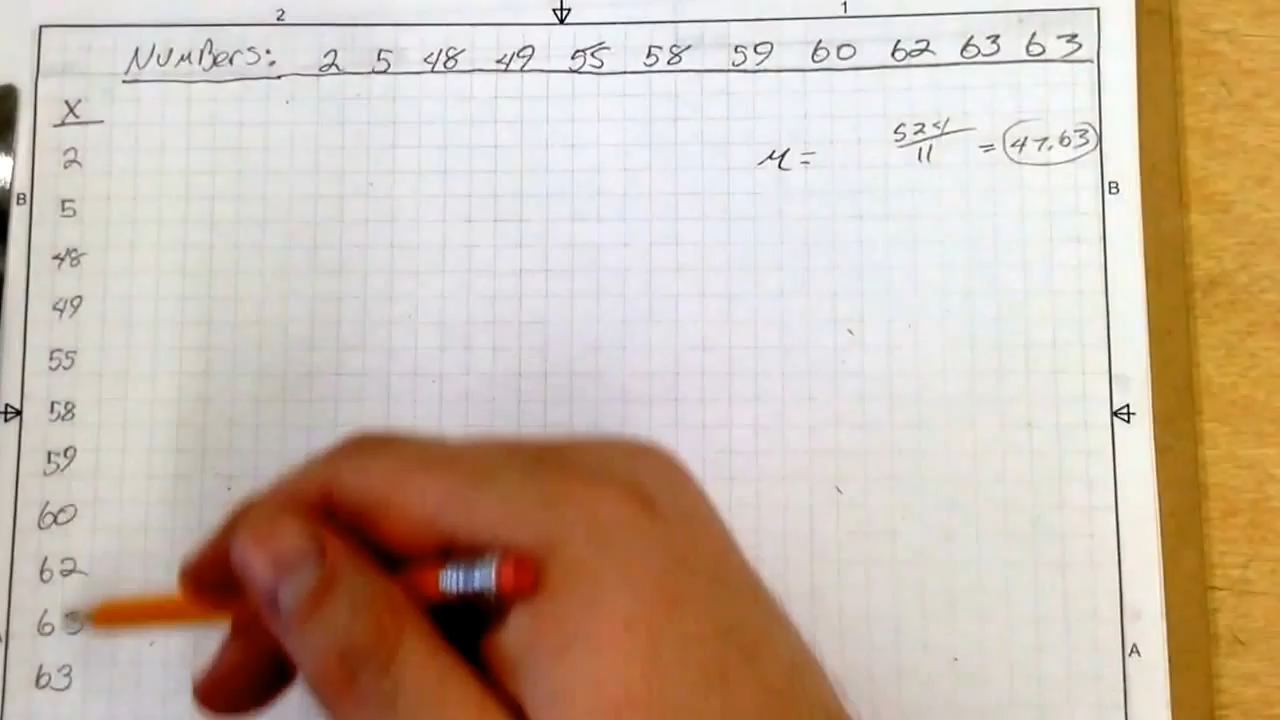 2 1
Numbers: 2 5 48 49 55 58 59 60 62 63 63
X
μ = 524/11 = 47.63
2
B B
5
48
49
55
58
59
60
62
63
A
63